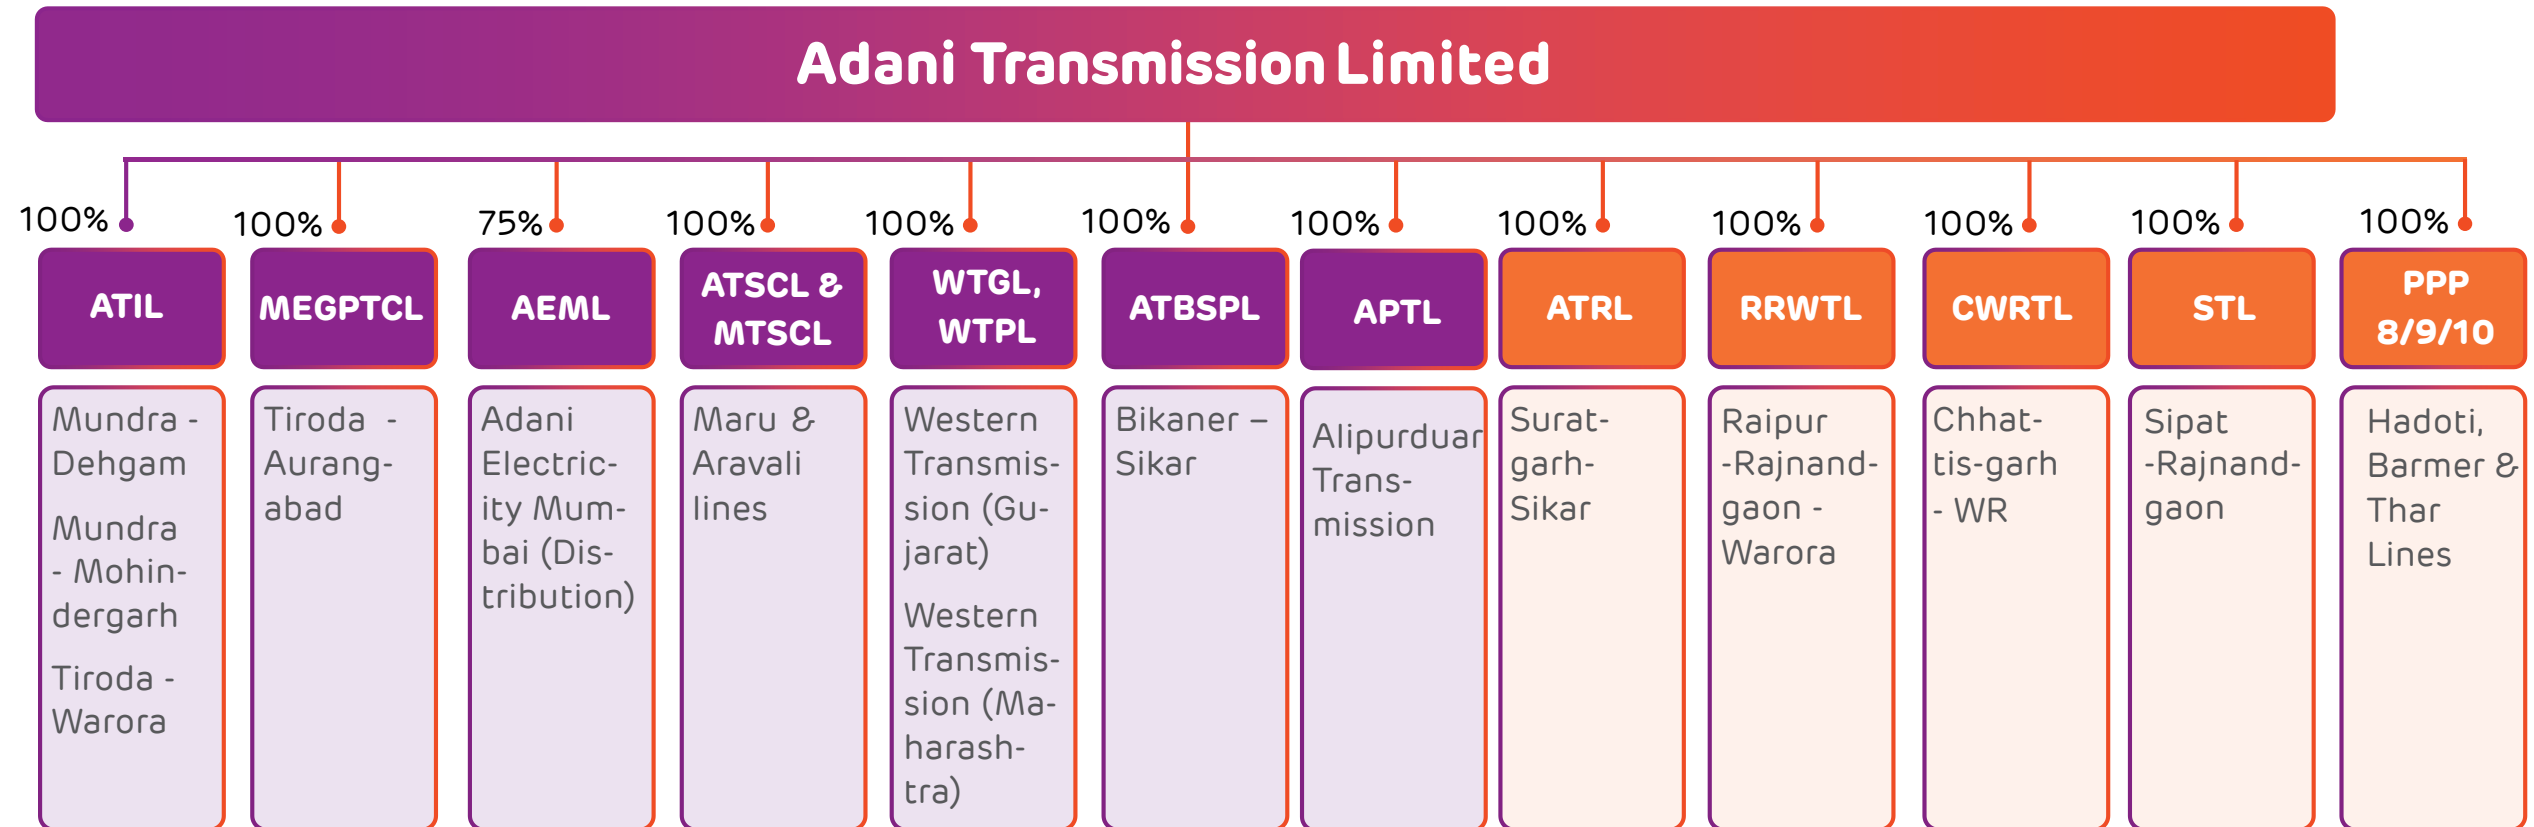 Adani Transmission Limited
100%
100%
75%
100%
100%
100%
100%
100%
100%
100%
100%
100%
ATIL
MEGPTCL
AEML
ATSCL &
MTSCL
WTGL,
WTPL
ATBSPL
APTL
ATRL
RRWTL
CWRTL
STL
PPP
8/9/10
Mundra -
Dehgam
Mundra
- Mohin-
dergarh
Tiroda -
Warora
Tiroda -
Aurang-
abad
Adani
Electric-
ity Mum-
bai (Dis-
tribution)
Maru &
Aravali
lines
Western
Transmis-
sion (Gu-
jarat)
Western
Transmis-
sion (Ma-
harash-
tra)
Bikaner –
Sikar
Alipurduar
Trans-
mission
Surat-
garh-
Sikar
Raipur
-Rajnand-
gaon -
Warora
Chhat-
tis-garh
- WR
Sipat
-Rajnand-
gaon
Hadoti,
Barmer &
Thar
Lines